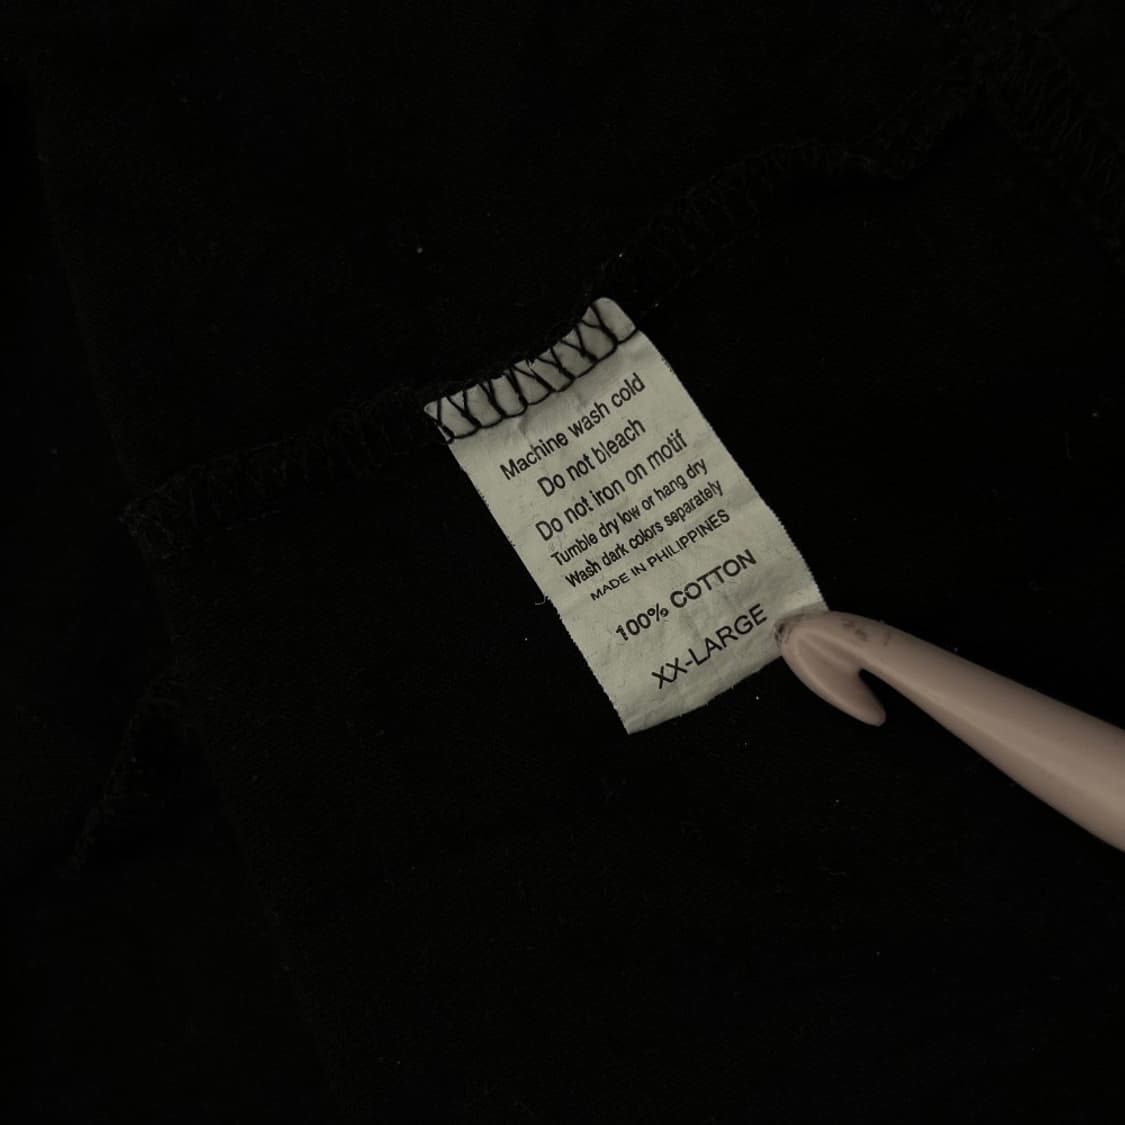 Machine wash cold
Do not bleach
Do not iron on motif
Tumble dry low or hang dry
Wash dark colors separately
MADE IN PHILIPPINES
100% COTTON
XX-LARGE